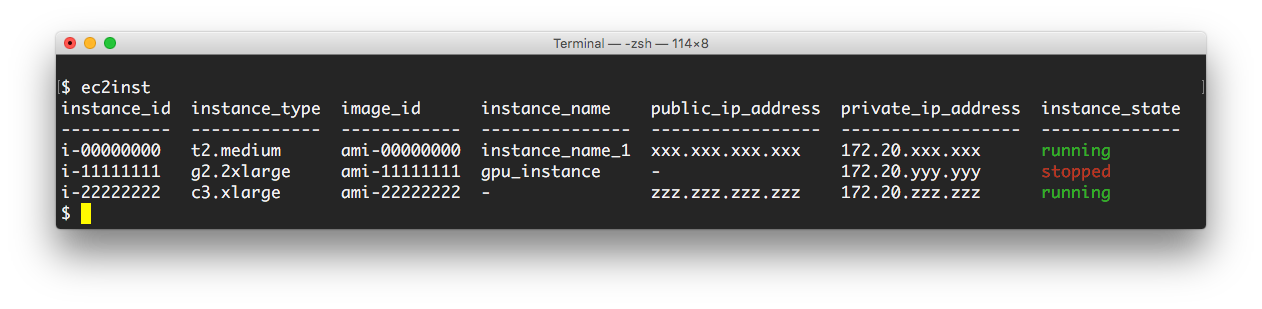 Terminal — -zsh — 114×8
[$ ec2inst ]
instance_id  instance_type  image_id      instance_name    public_ip_address  private_ip_address  instance_state
-----------  -------------  ------------  ---------------  -----------------  ------------------  --------------
i-00000000   t2.medium      ami-00000000  instance_name_1  xxx.xxx.xxx.xxx    172.20.xxx.xxx      running
i-11111111   g2.2xlarge     ami-11111111  gpu_instance     -                  172.20.yyy.yyy      stopped
i-22222222   c3.xlarge      ami-22222222  -                zzz.zzz.zzz.zzz    172.20.zzz.zzz      running
$